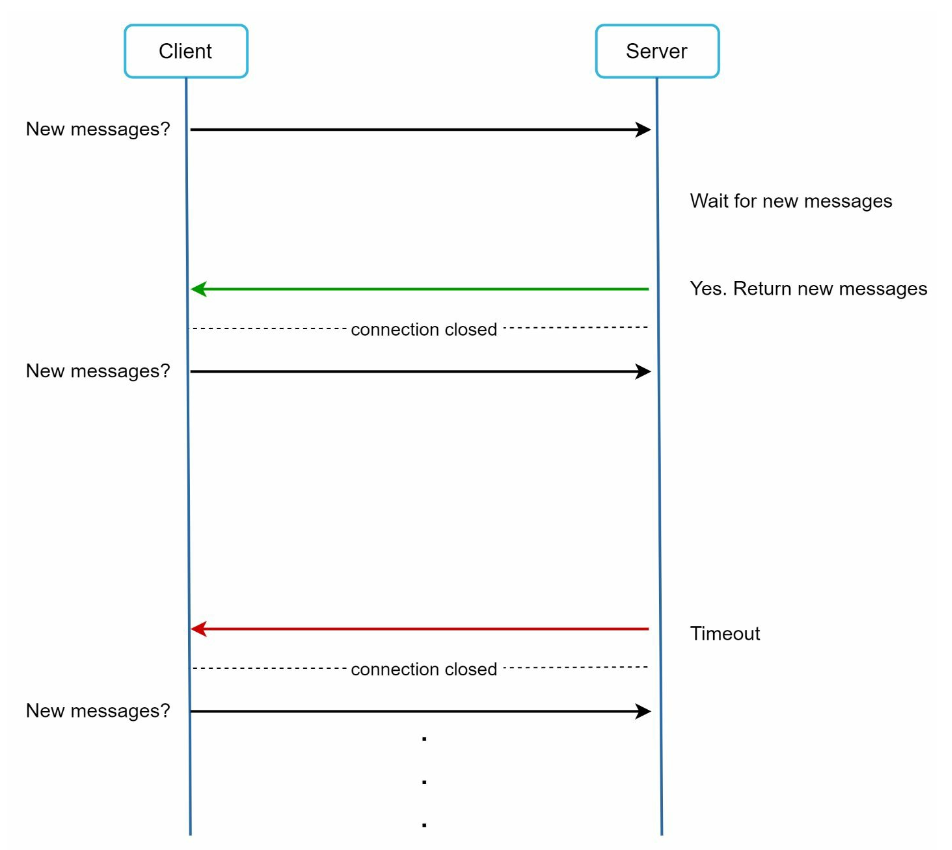 Client
Server
New messages?
Wait for new messages
Yes. Return new messages
connection closed
New messages?
Timeout
connection closed
New messages?
.
.
.